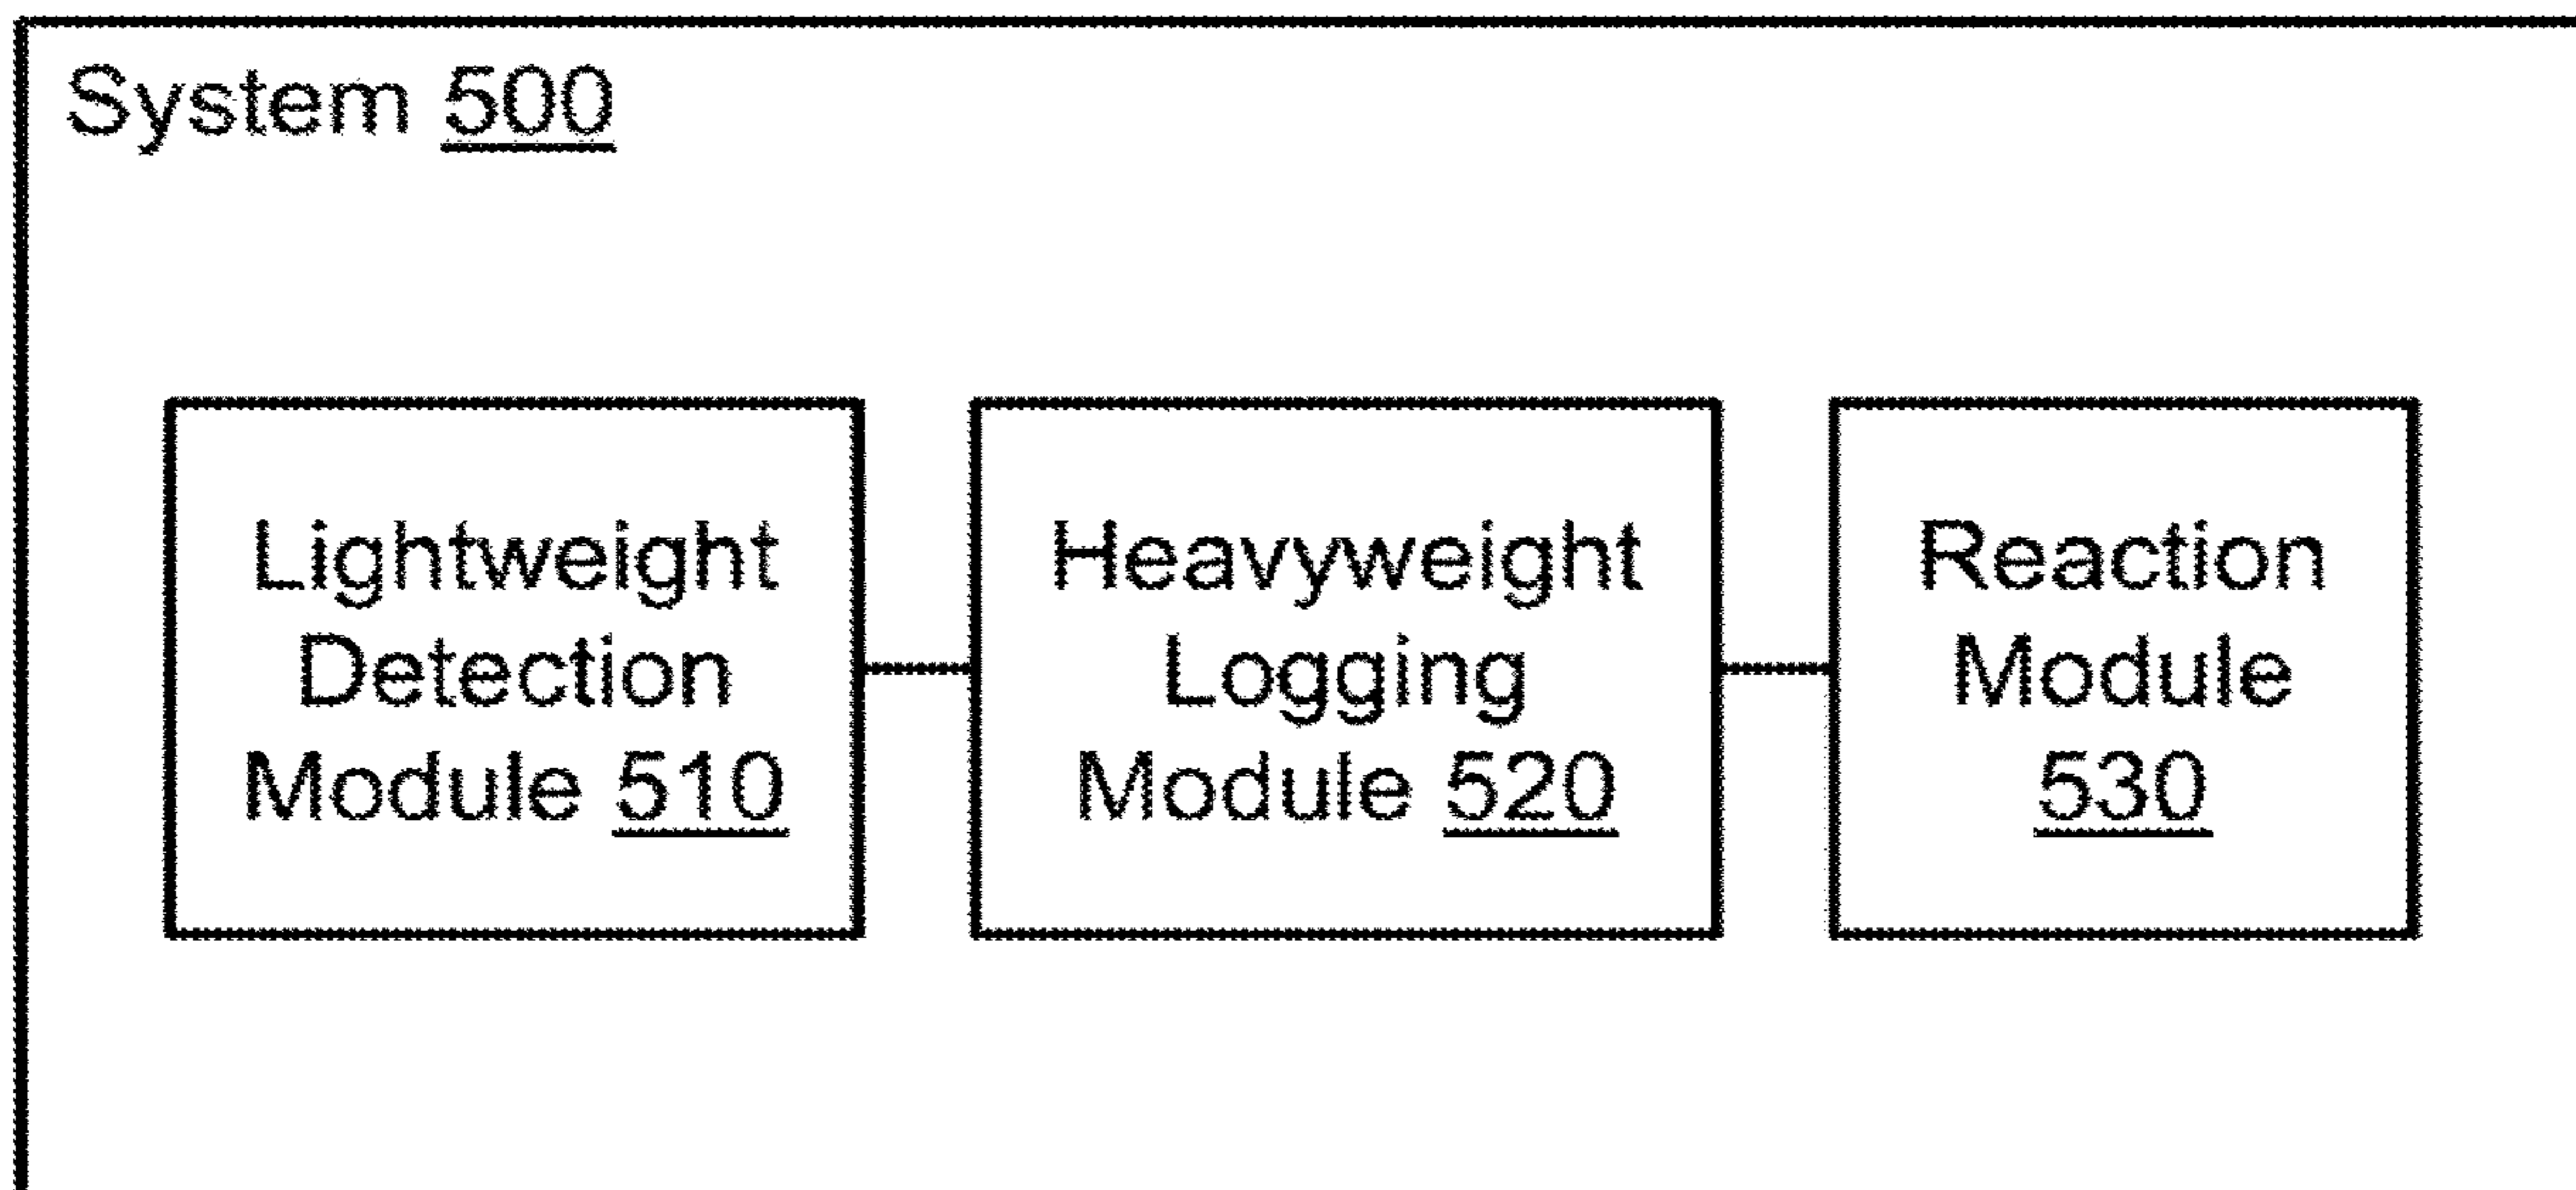 System 500
Lightweight
Detection
Module 510
Heavyweight
Logging
Module 520
Reaction
Module
530